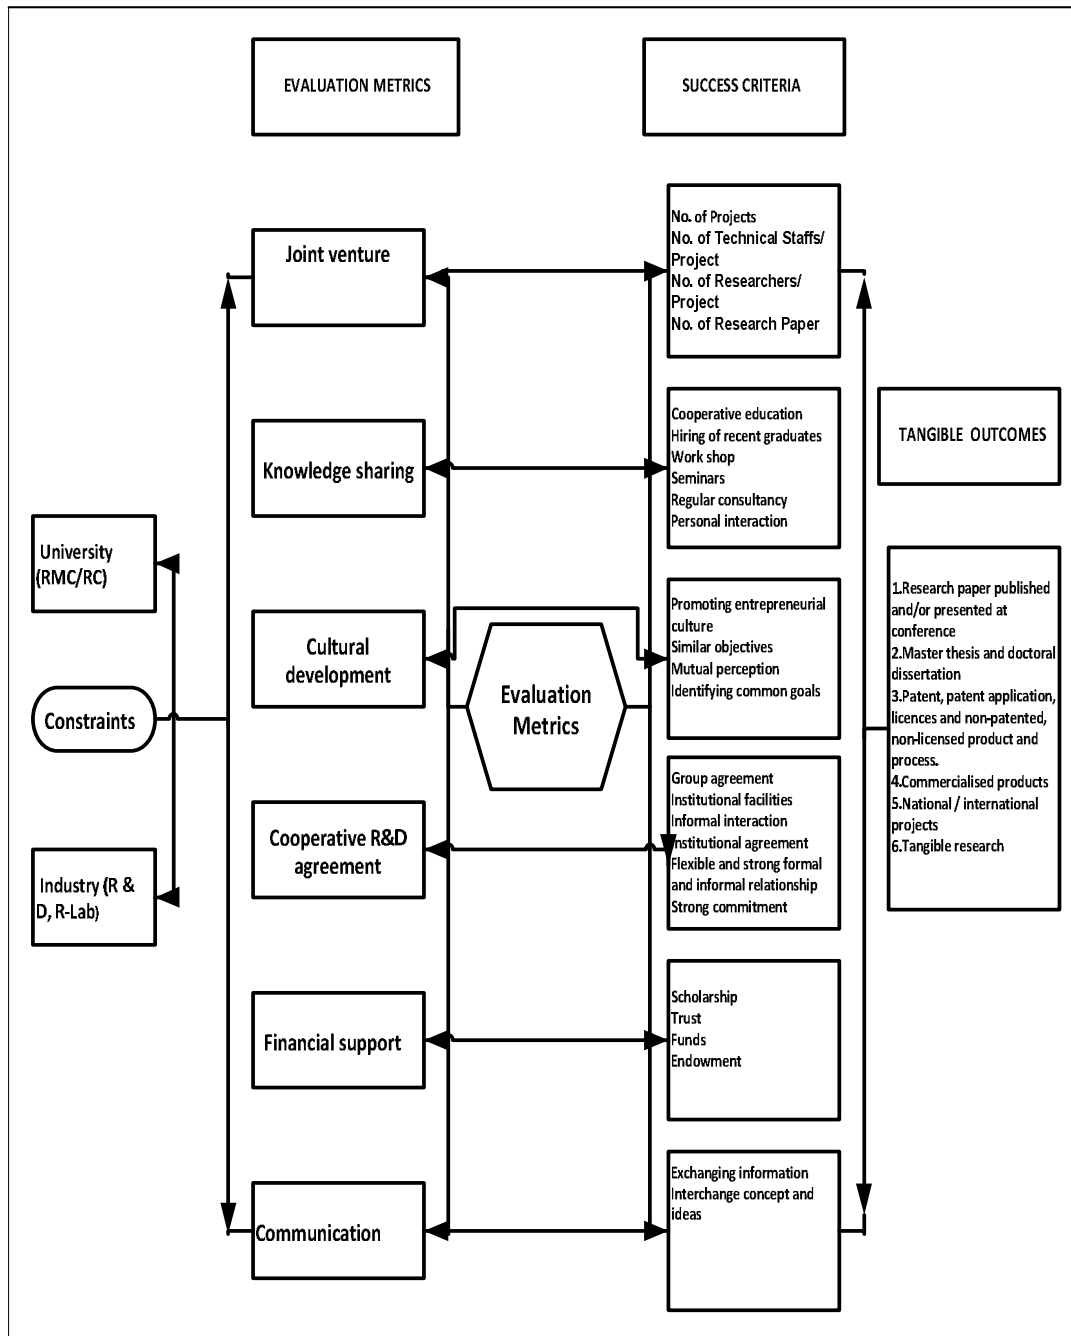 EVALUATION METRICS
SUCCESS CRITERIA
Joint venture
No. of Projects
No. of Technical Staffs/
Project
No. of Researchers/
Project
No. of Research Paper
Knowledge sharing
Cooperative education
Hiring of recent graduates
Work shop
Seminars
Regular consultancy
Personal interaction
TANGIBLE OUTCOMES
University
(RMC/RC)
Constraints
Industry (R &
D, R-Lab)
Cultural
development
Evaluation
Metrics
Promoting entrepreneurial
culture
Similar objectives
Mutual perception
Identifying common goals
1.Research paper published
and/or presented at
conference
2.Master thesis and doctoral
dissertation
3.Patent, patent application,
licences and non-patented,
non-licensed product and
process.
4.Commercialised products
5.National / international
projects
6.Tangible research
Cooperative R&D
agreement
Group agreement
Institutional facilities
Informal interaction
Institutional agreement
Flexible and strong formal
and informal relationship
Strong commitment
Financial support
Scholarship
Trust
Funds
Endowment
Communication
Exchanging information
Interchange concept and
ideas